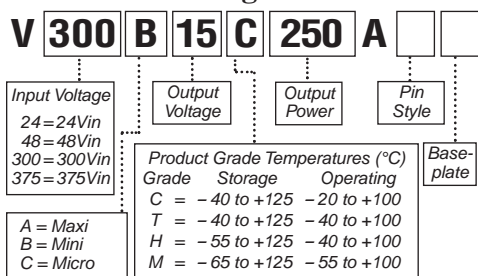 V 300 B 15 C 250 A
Input Voltage
24 = 24Vin
48 = 48Vin
300 = 300Vin
375 = 375Vin
Output
Voltage
Output
Power
Pin
Style
Base-
plate
A = Maxi
B = Mini
C = Micro
Product Grade Temperatures (°C)
Grade Storage Operating
C = – 40 to +125 – 20 to +100
T = – 40 to +125 – 40 to +100
H = – 55 to +125 – 40 to +100
M = – 65 to +125 – 55 to +100